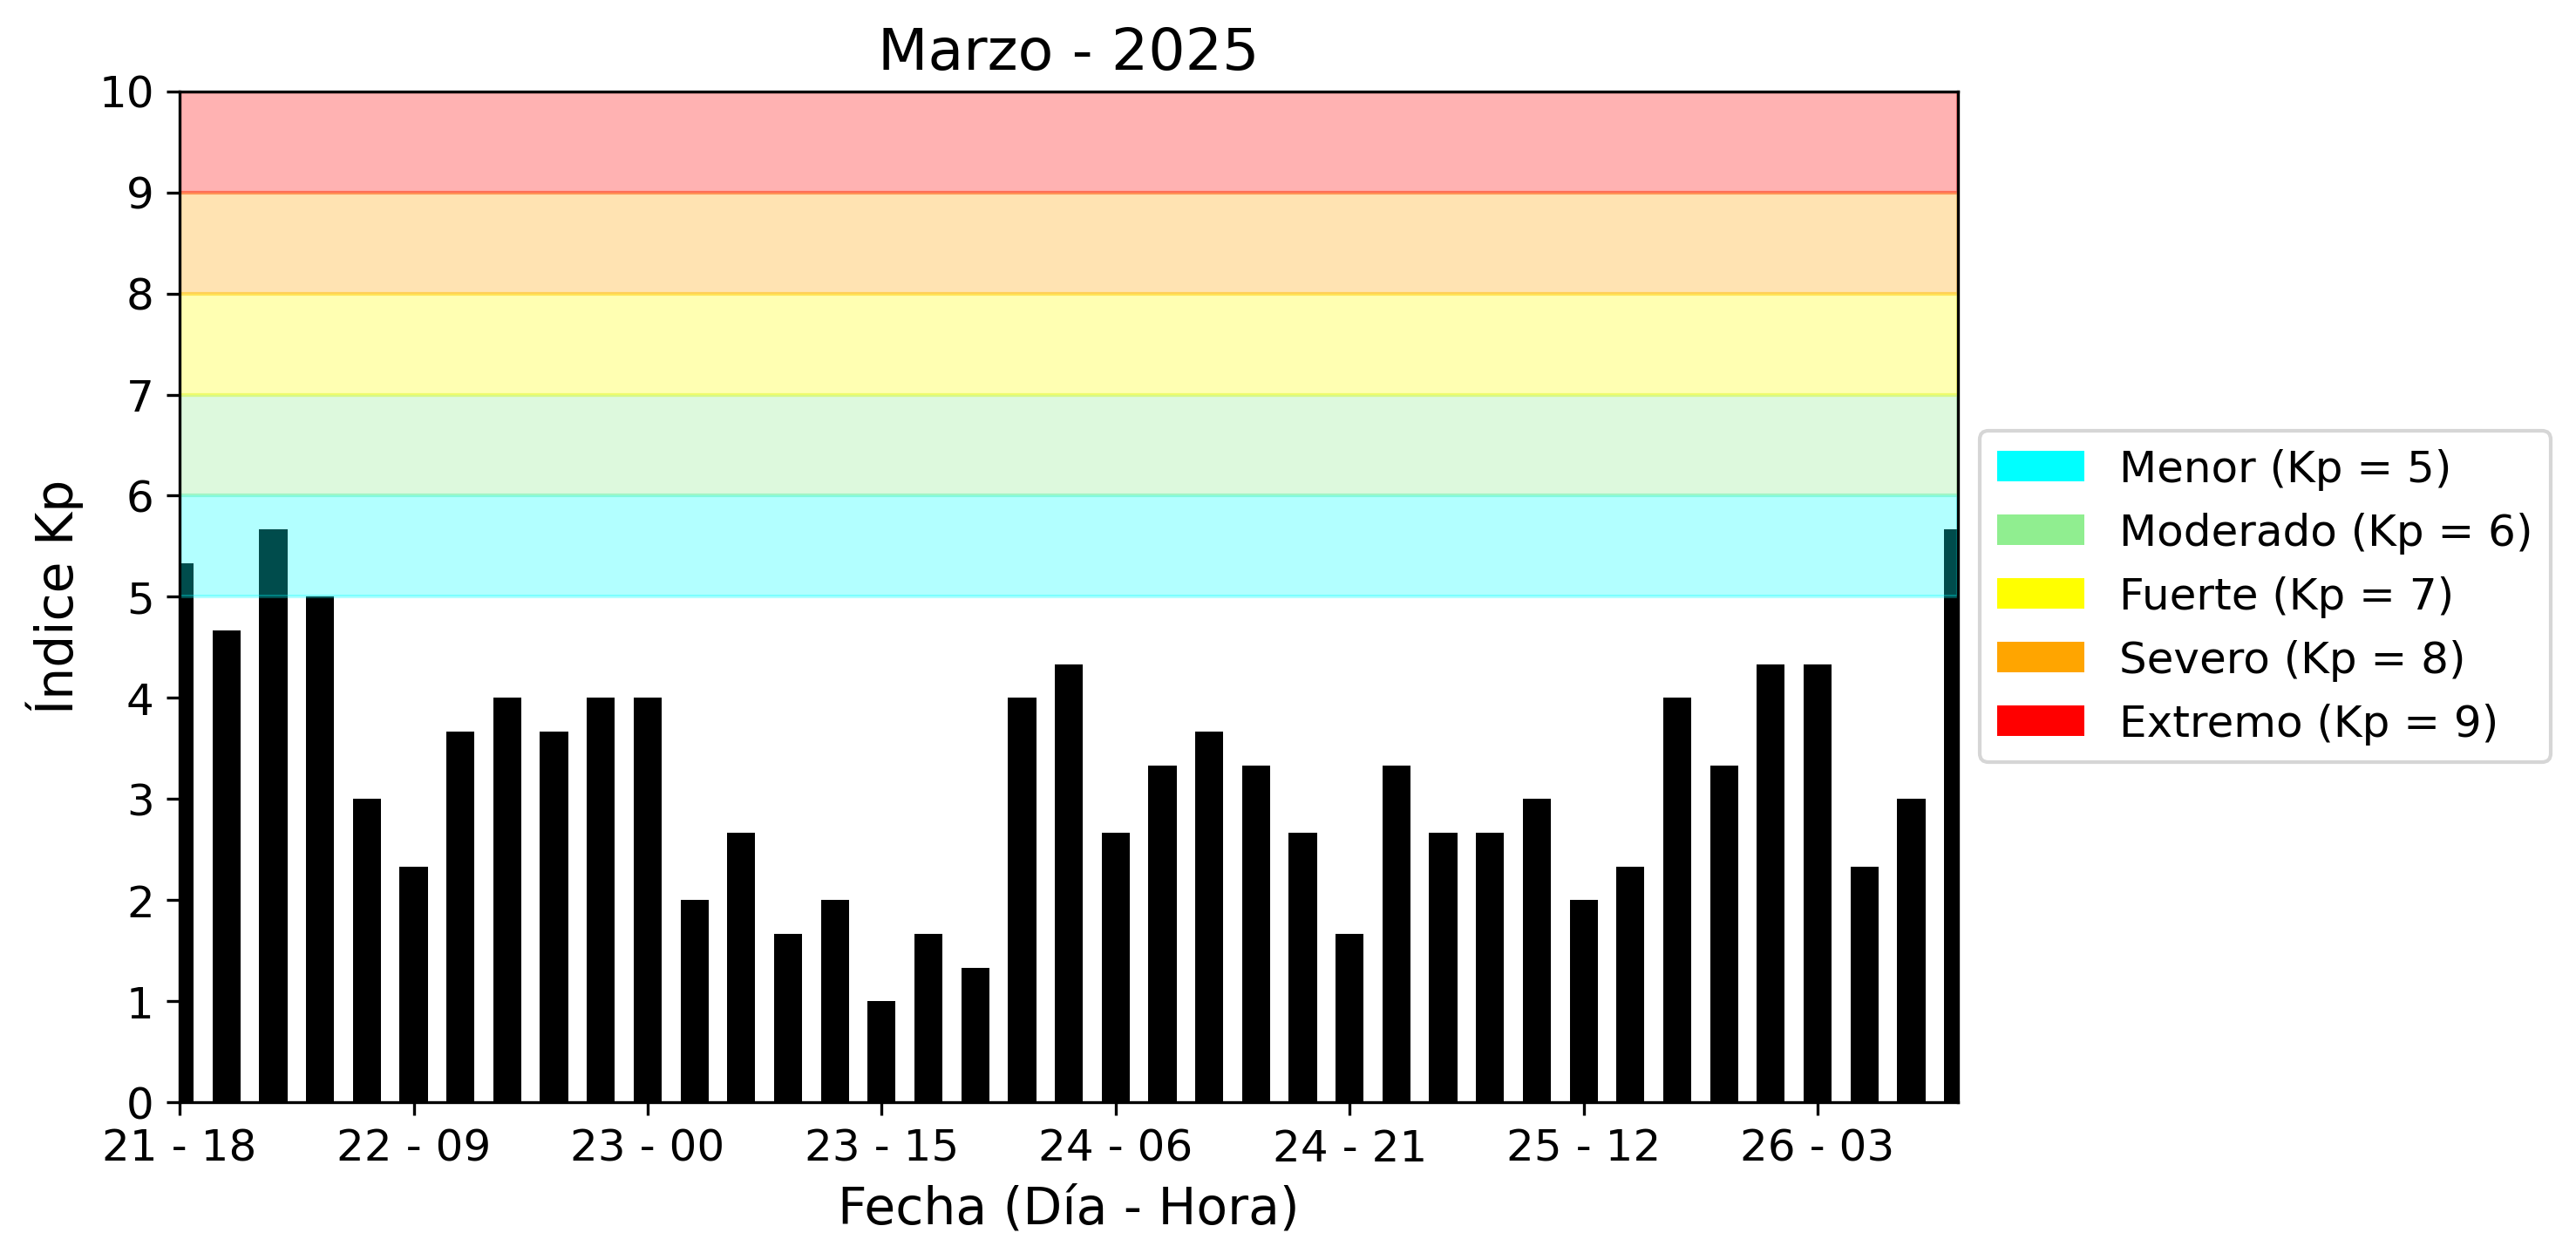 Marzo - 2025
10
9
8
7
6
5
4
3
2
1
0
Índice Kp
21 - 18
22 - 09
23 - 00
23 - 15
24 - 06
24 - 21
25 - 12
26 - 03
Fecha (Día - Hora)
Menor (Kp = 5)
Moderado (Kp = 6)
Fuerte (Kp = 7)
Severo (Kp = 8)
Extremo (Kp = 9)